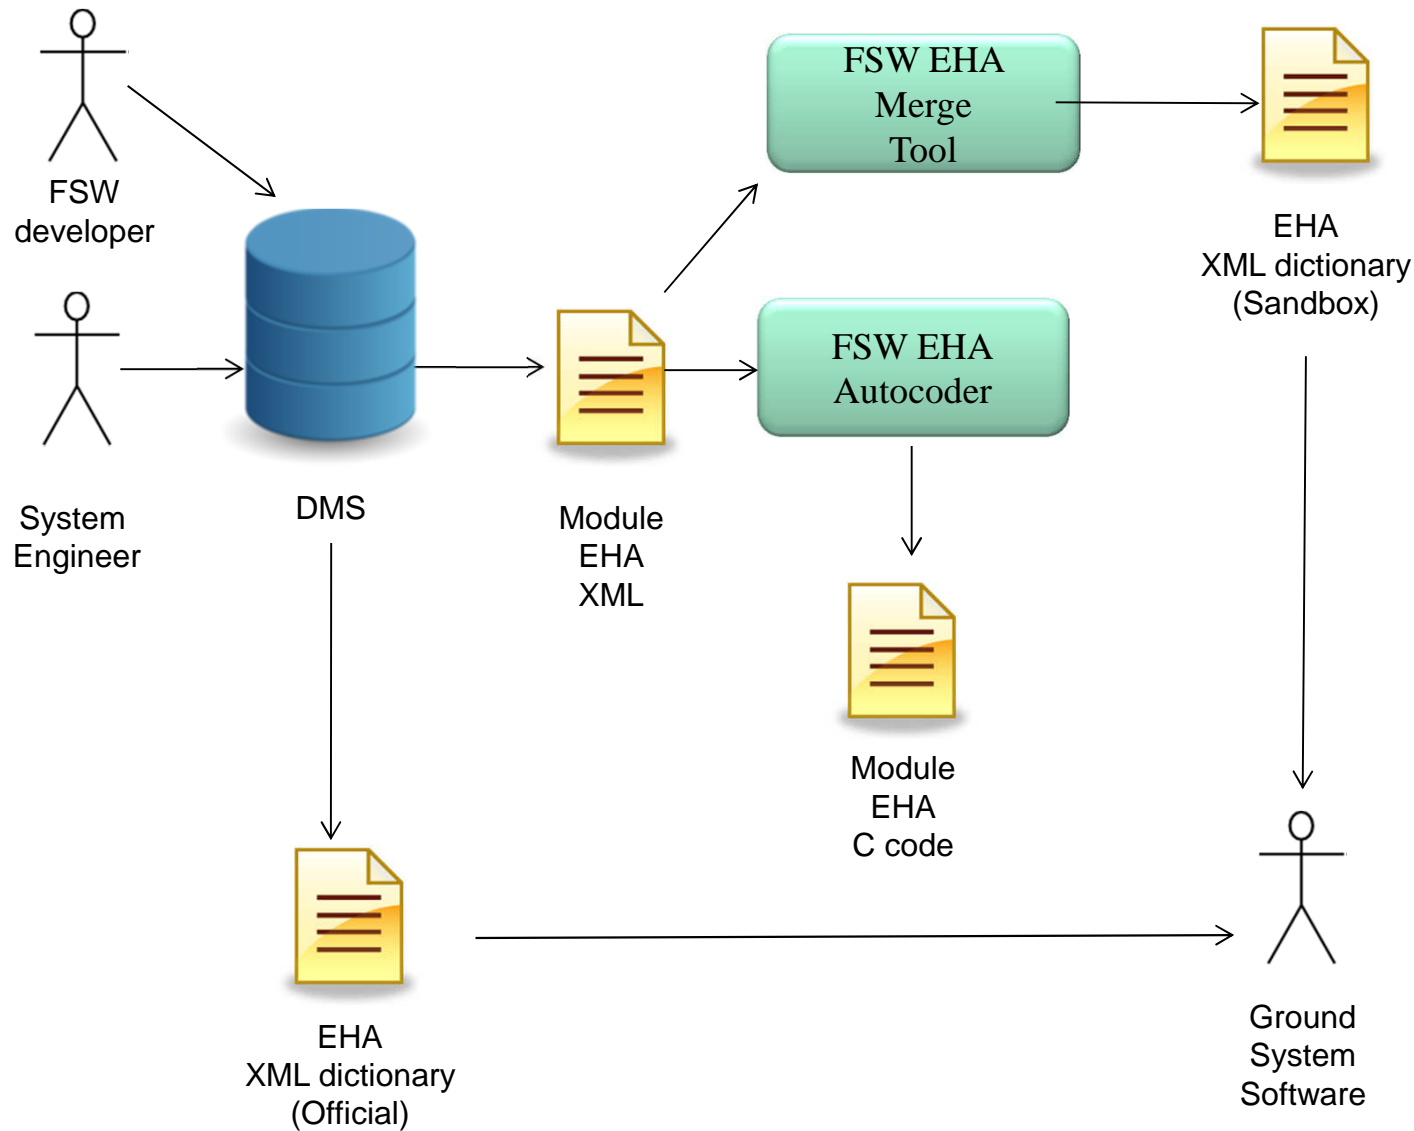 FSW
developer
FSW EHA
Merge
Tool
EHA
XML dictionary
(Sandbox)
System
Engineer
DMS
Module
EHA
XML
FSW EHA
Autocoder
Module
EHA
C code
EHA
XML dictionary
(Official)
Ground
System
Software